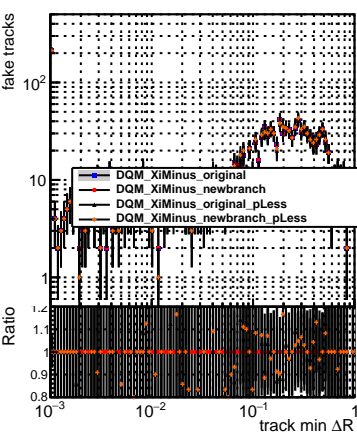 fake tracks
10²
10
1
DQM_XiMinus_original
DQM_XiMinus_newbranch
DQM_XiMinus_original_pLess
DQM_XiMinus_newbranch_pLess
Ratio
1.2
1.1
1
0.9
0.8
10⁻³ 10⁻² 10⁻¹ 1
track min ΔR